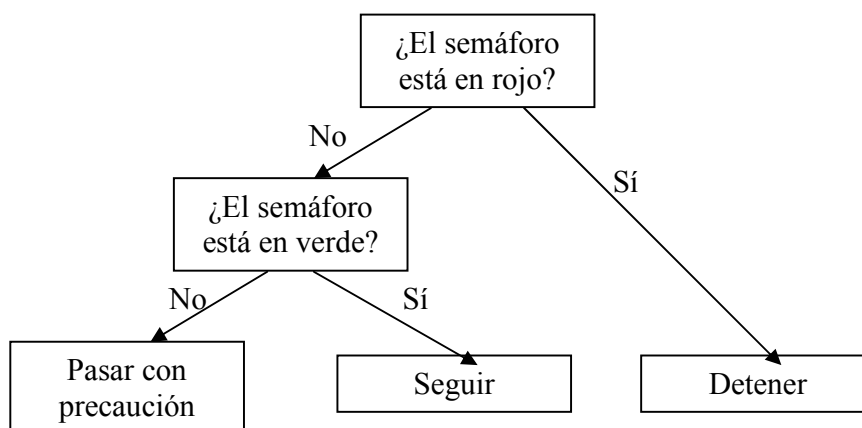 ¿El semáforo
está en rojo?
No
Sí
¿El semáforo
está en verde?
No
Sí
Pasar con
precaución
Seguir
Detener